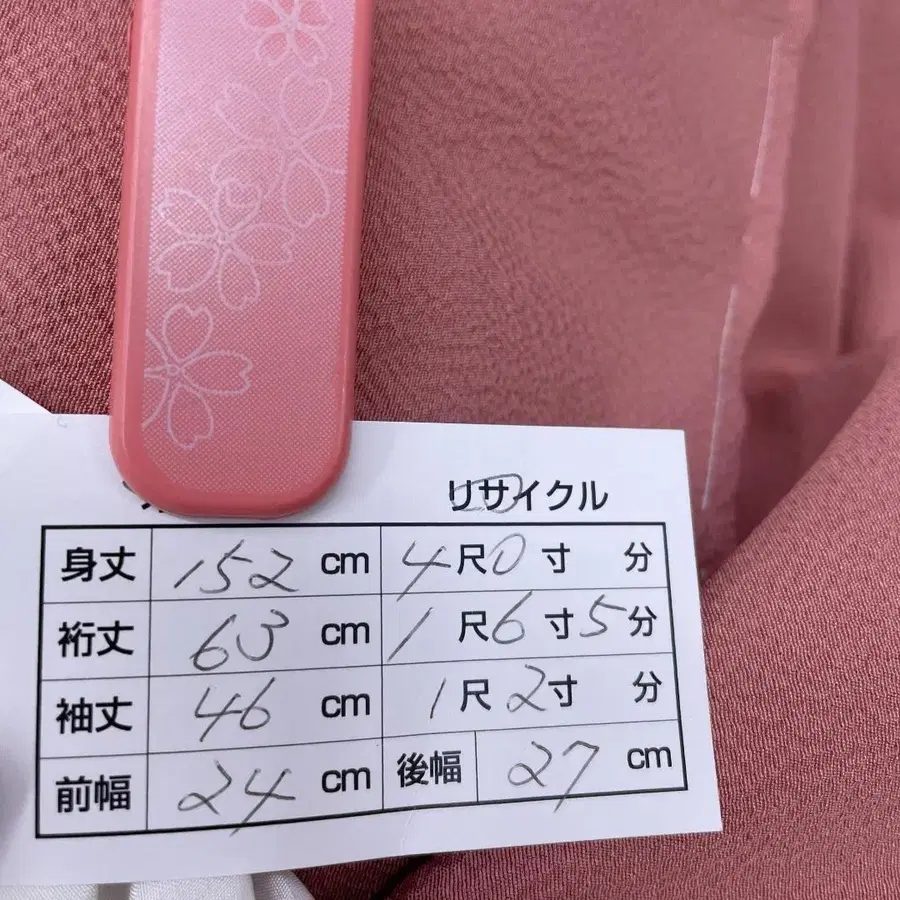 リサイクル
身丈 152 cm 4尺0寸 分
裄丈 63 cm 1尺6寸5分
袖丈 46 cm 1尺2寸 分
前幅 24 cm 後幅 27 cm